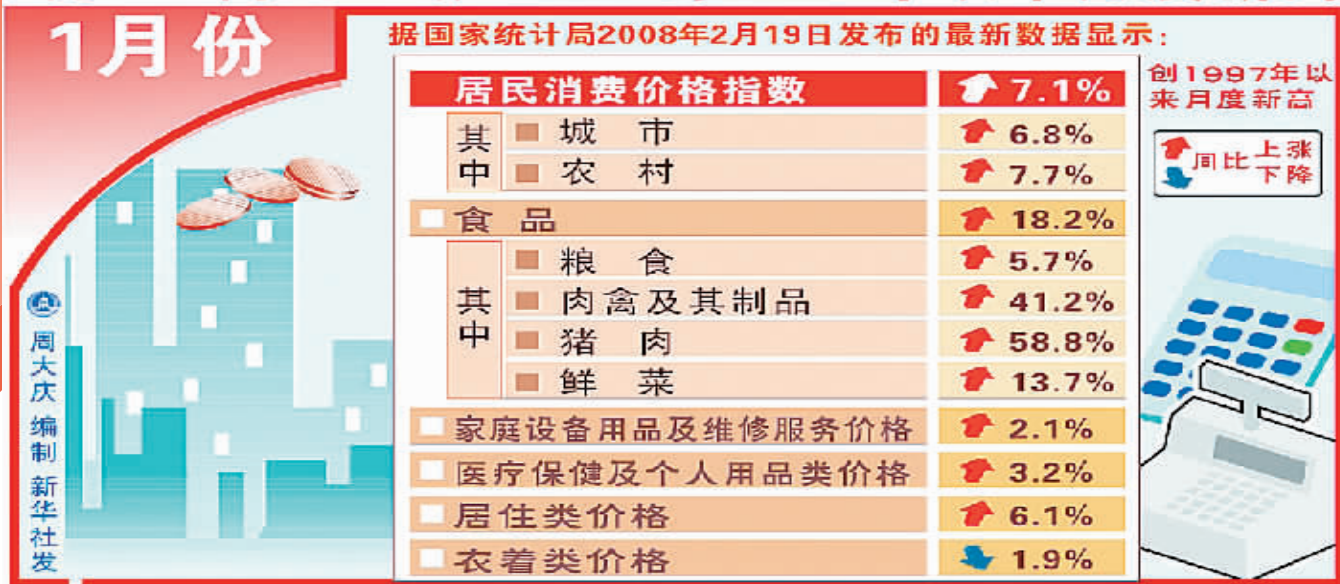 1月份
据国家统计局2008年2月19日发布的最新数据显示：
居民消费价格指数 7.1%
创1997年以
来月度新高
其中
城 市 6.8%
农 村 7.7%
同比 上涨
下降
食 品 18.2%
其中
粮 食 5.7%
肉禽及其制品 41.2%
猪 肉 58.8%
鲜 菜 13.7%
家庭设备用品及维修服务价格 2.1%
医疗保健及个人用品类价格 3.2%
居住类价格 6.1%
衣着类价格 1.9%
周大庆 编制 新华社发